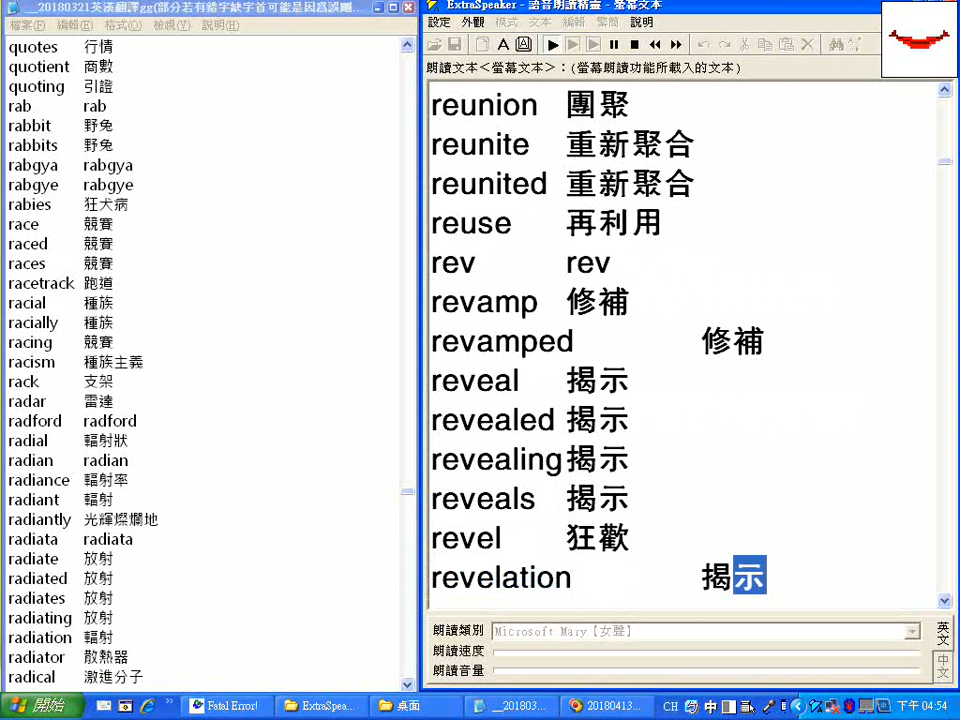 __20180321英漢翻譯gg(部分若有錯字缺字首可能是因為誤刪
檔案(F) 編輯(E) 格式(O) 檢視(V) 說明(H)
quotes 行情
quotient 商數
quoting 引證
rab rab
rabbit 野兔
rabbits 野兔
rabgya rabgya
rabgye rabgye
rabies 狂犬病
race 競賽
raced 競賽
races 競賽
racetrack 跑道
racial 種族
racially 種族
racing 競賽
racism 種族主義
rack 支架
radar 雷達
radford radford
radial 輻射狀
radian radian
radiance 輻射率
radiant 輻射
radiantly 光輝燦爛地
radiata radiata
radiate 放射
radiated 放射
radiates 放射
radiating 放射
radiation 輻射
radiator 散熱器
radical 激進分子
ExtraSpeaker - 語音朗讀精靈 - 螢幕文本
設定 外觀 模式 文本 編輯 繁簡 說明
朗讀文本<螢幕文本>：(螢幕朗讀功能所載入的文本)
reunion 團聚
reunite 重新聚合
reunited 重新聚合
reuse 再利用
rev rev
revamp 修補
revamped 修補
reveal 揭示
revealed 揭示
revealing 揭示
reveals 揭示
revel 狂歡
revelation 揭示
朗讀類別 Microsoft Mary【女聲】
朗讀速度
朗讀音量
英文
中文
開始 Fatal Error! ExtraSpea... 桌面 __201803... 20180413... CH 中 下午 04:54